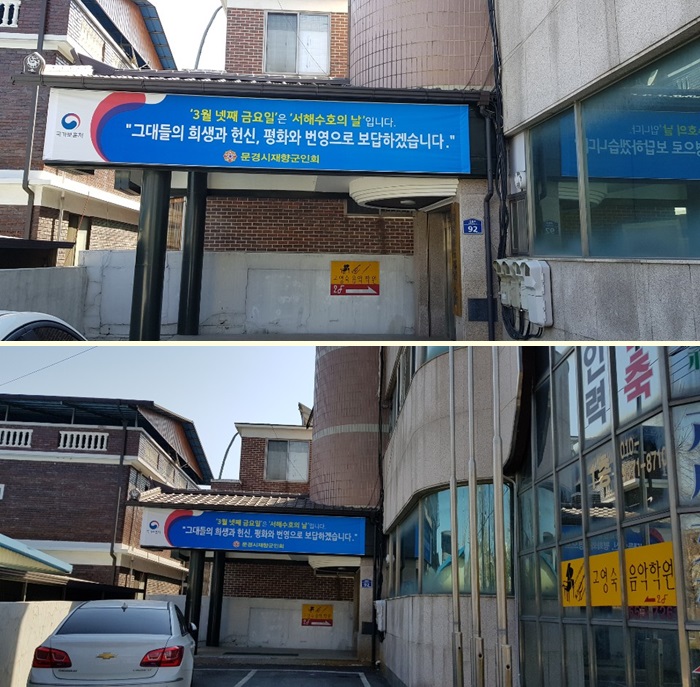 '3월 넷째 금요일'은 '서해수호의 날'입니다.
"그대들의 희생과 헌신, 평화와 번영으로 보답하겠습니다."
국가보훈처
문경시재향군인회
92
고영숙 음악학원
2F
'3월 넷째 금요일'은 '서해수호의 날'입니다.
"그대들의 희생과 헌신, 평화와 번영으로 보답하겠습니다."
문경시재향군인회
인력
축
010-
고영숙 음악학원
2F